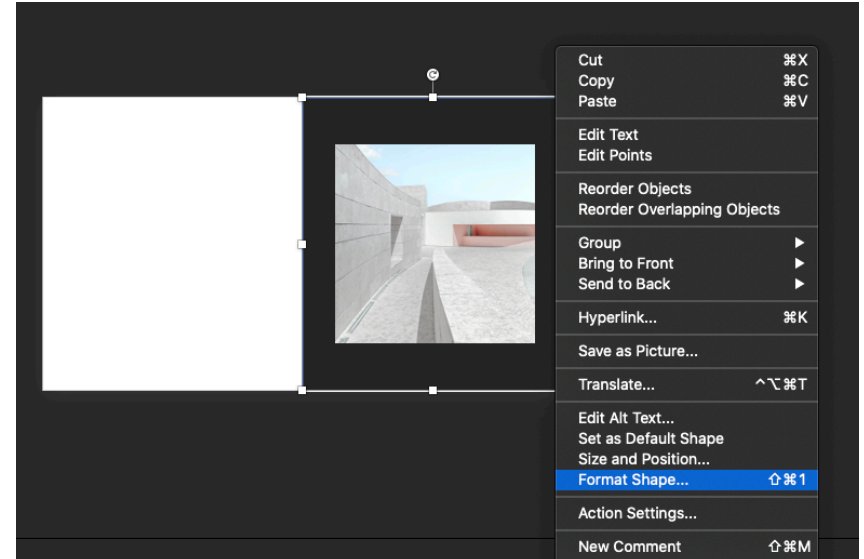 Cut ⌘X
Copy ⌘C
Paste ⌘V
Edit Text
Edit Points
Reorder Objects
Reorder Overlapping Objects
Group ▶
Bring to Front ▶
Send to Back ▶
Hyperlink... ⌘K
Save as Picture...
Translate... ^⌥⌘T
Edit Alt Text...
Set as Default Shape
Size and Position...
Format Shape... ⇧⌘1
Action Settings...
New Comment ⇧⌘M